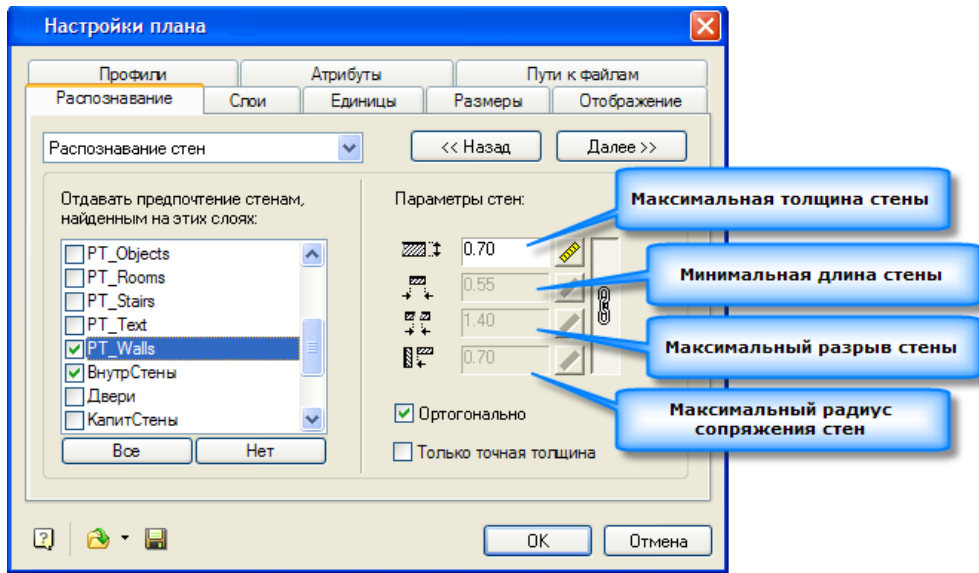 Настройки плана
Профили
Атрибуты
Пути к файлам
Распознавание
Слои
Единицы
Размеры
Отображение
Распознавание стен
<< Назад
Далее >>
Отдавать предпочтение стенам,
найденным на этих слоях:
PT_Objects
PT_Rooms
PT_Stairs
PT_Text
PT_Walls
ВнутрСтены
Двери
КапитСтены
Все
Нет
Параметры стен:
0.70
0.55
1.40
0.70
Ортогонально
Только точная толщина
Максимальная толщина стены
Минимальная длина стены
Максимальный разрыв стены
Максимальный радиус
сопряжения стен
?
OK
Отмена